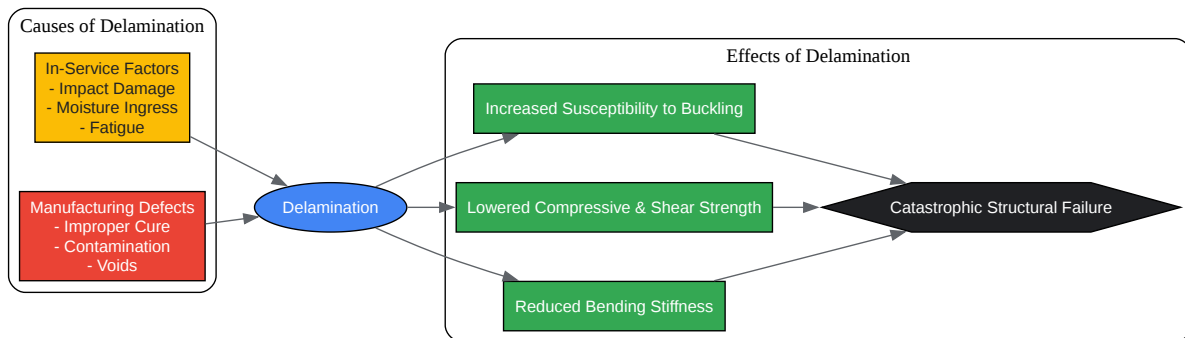 Causes of Delamination
In-Service Factors
- Impact Damage
- Moisture Ingress
- Fatigue
Manufacturing Defects
- Improper Cure
- Contamination
- Voids
Delamination
Effects of Delamination
Increased Susceptibility to Buckling
Lowered Compressive & Shear Strength
Reduced Bending Stiffness
Catastrophic Structural Failure